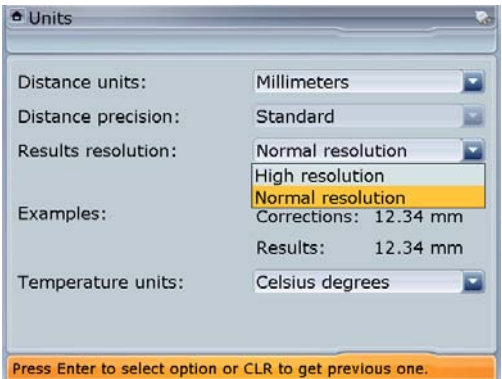 Units
Distance units: Millimeters
Distance precision: Standard
Results resolution: Normal resolution
High resolution
Normal resolution
Examples: Corrections: 12.34 mm
Results: 12.34 mm
Temperature units: Celsius degrees
Press Enter to select option or CLR to get previous one.